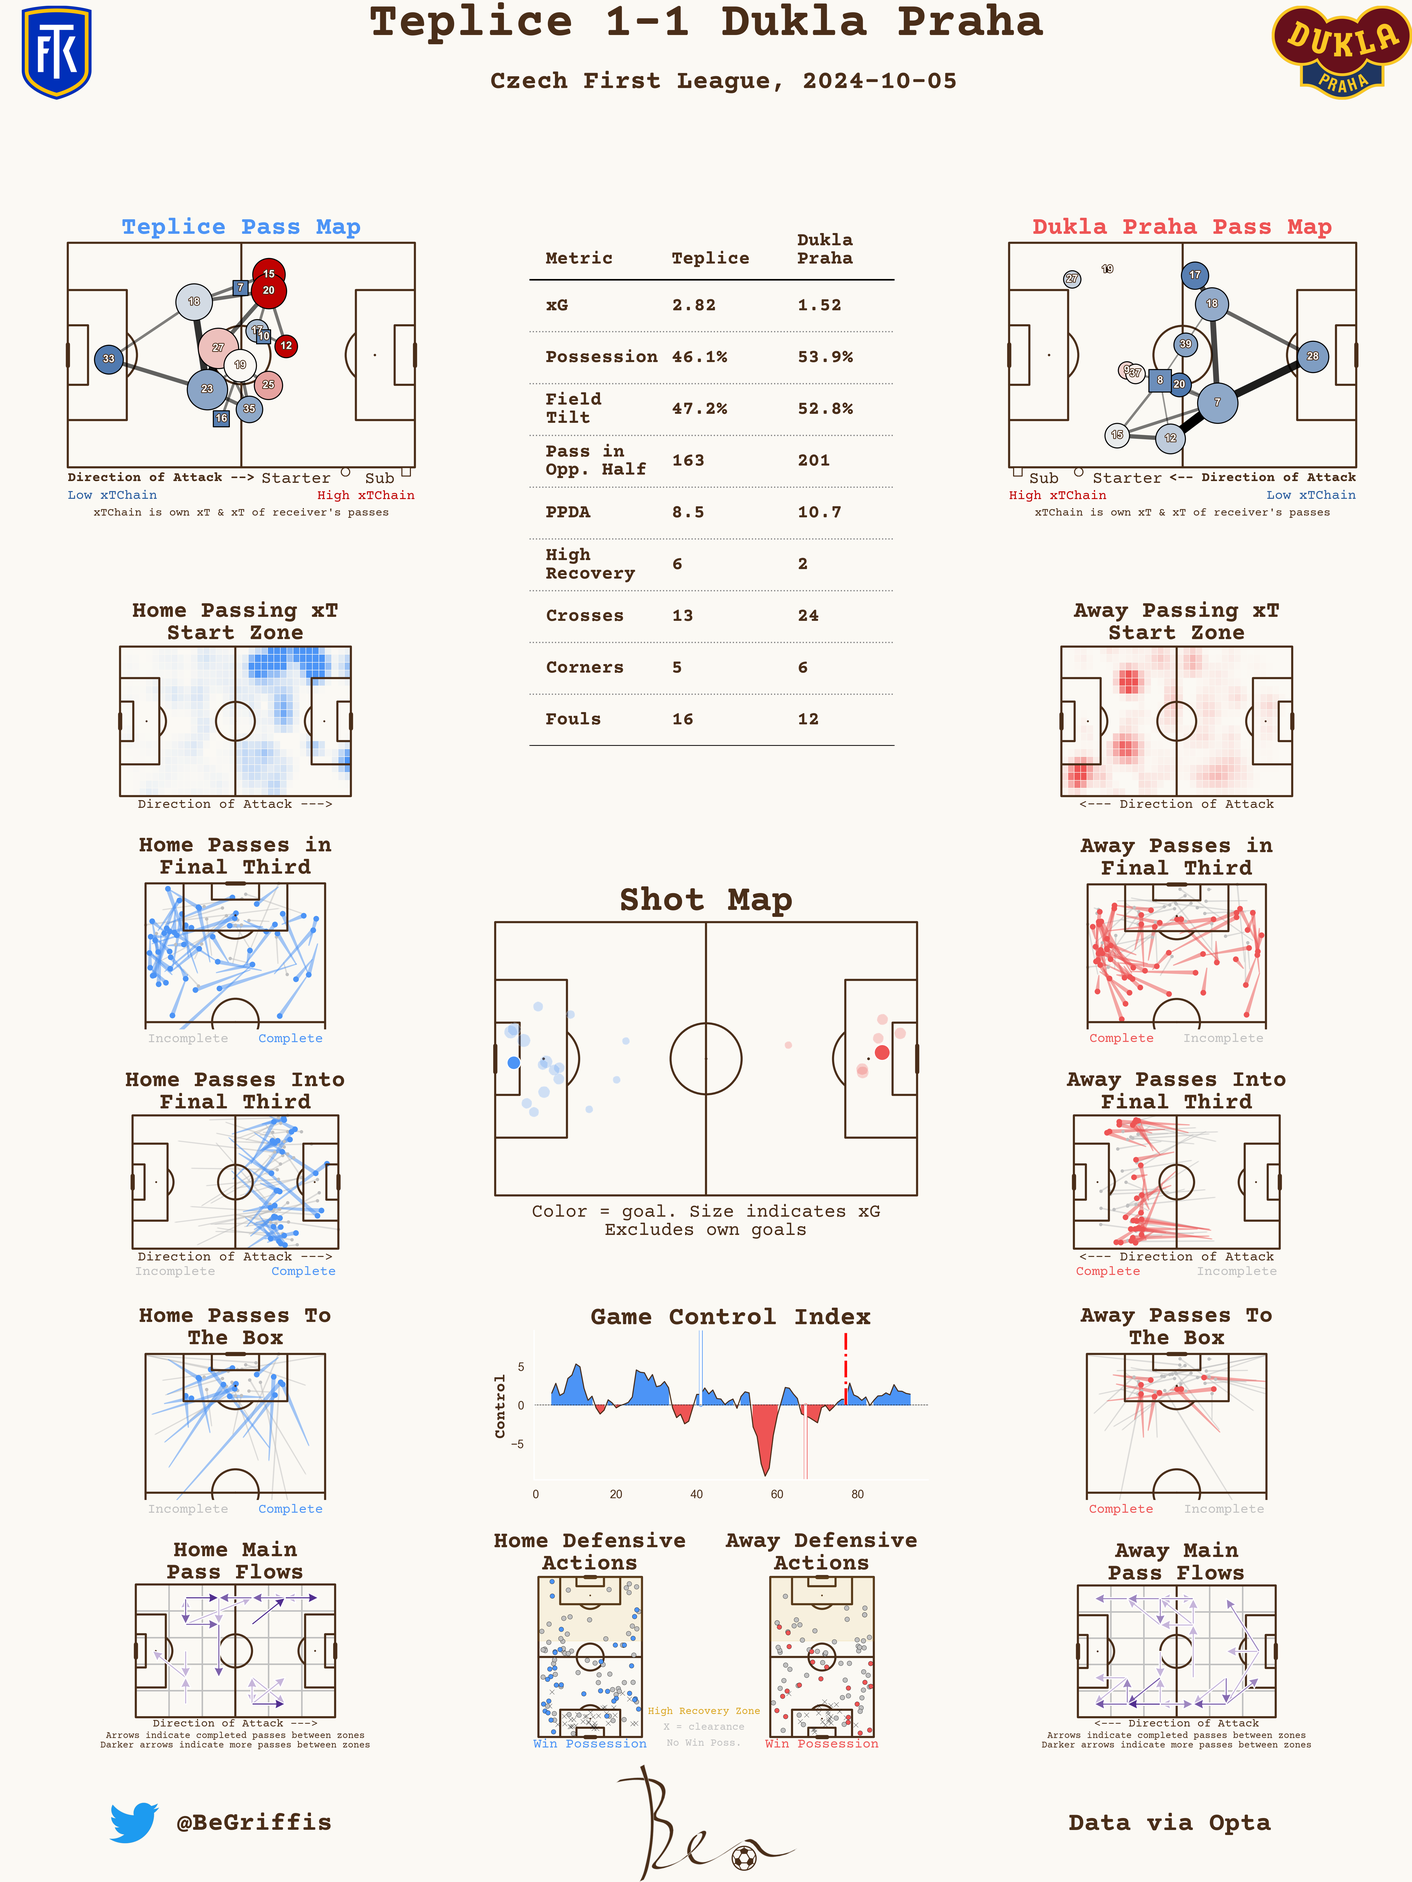 Teplice 1-1 Dukla Praha
Czech First League, 2024-10-05
FTK
DUKLA
PRAHA
Teplice Pass Map
15
20
7
18
17
10
12
27
33
19
25
23
35
16
Direction of Attack --> Starter Sub
Low xTChain High xTChain
xTChain is own xT & xT of receiver's passes
Metric Teplice Dukla Praha
xG 2.82 1.52
Possession 46.1% 53.9%
Field Tilt 47.2% 52.8%
Pass in Opp. Half 163 201
PPDA 8.5 10.7
High Recovery 6 2
Crosses 13 24
Corners 5 6
Fouls 16 12
Dukla Praha Pass Map
19
27
17
18
39
28
9
37
8
20
7
15
12
Sub Starter <-- Direction of Attack
High xTChain Low xTChain
xTChain is own xT & xT of receiver's passes
Home Passing xT
Start Zone
Direction of Attack --->
Away Passing xT
Start Zone
<--- Direction of Attack
Home Passes in
Final Third
Incomplete Complete
Away Passes in
Final Third
Complete Incomplete
Shot Map
Color = goal. Size indicates xG
Excludes own goals
Home Passes Into
Final Third
Direction of Attack --->
Incomplete Complete
Away Passes Into
Final Third
<--- Direction of Attack
Complete Incomplete
Home Passes To
The Box
Incomplete Complete
Game Control Index
Control
5
0
−5
0 20 40 60 80
Away Passes To
The Box
Complete Incomplete
Home Main
Pass Flows
Direction of Attack --->
Arrows indicate completed passes between zones
Darker arrows indicate more passes between zones
Home Defensive
Actions
Win Possession
High Recovery Zone
X = clearance
No Win Poss.
Away Defensive
Actions
Win Possession
Away Main
Pass Flows
<--- Direction of Attack
Arrows indicate completed passes between zones
Darker arrows indicate more passes between zones
@BeGriffis
Ben
Data via Opta